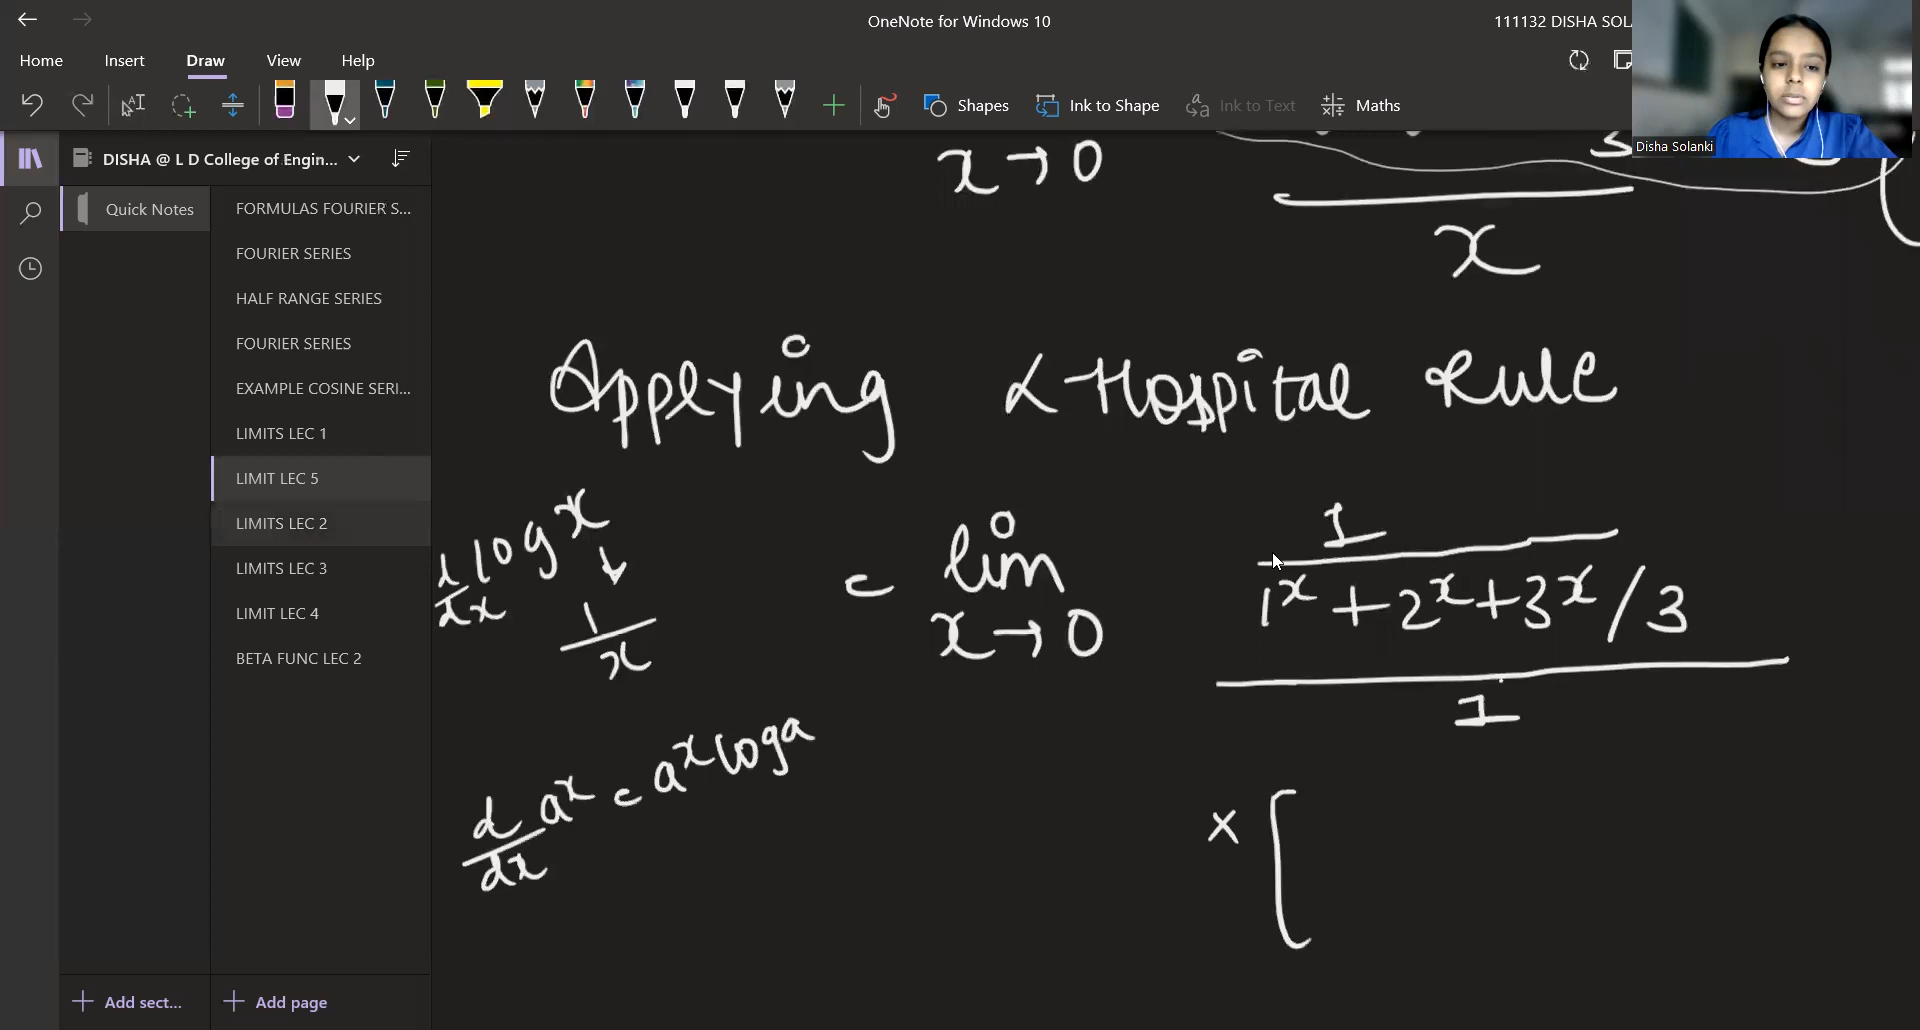 OneNote for Windows 10
111132 DISHA SOL
Home Insert Draw View Help
Shapes Ink to Shape Ink to Text Maths
Disha Solanki
DISHA @ L D College of Engin...
Quick Notes
FORMULAS FOURIER S...
FOURIER SERIES
HALF RANGE SERIES
FOURIER SERIES
EXAMPLE COSINE SERI...
LIMITS LEC 1
LIMIT LEC 5
LIMITS LEC 2
LIMITS LEC 3
LIMIT LEC 4
BETA FUNC LEC 2
Add sect...
Add page
x → 0
x
Applying L Hospital Rule
d/dx log x
↓
1/x
= lim x → 0
1
1^x + 2^x + 3^x / 3
1
d/dx a^x = a^x log a
× [